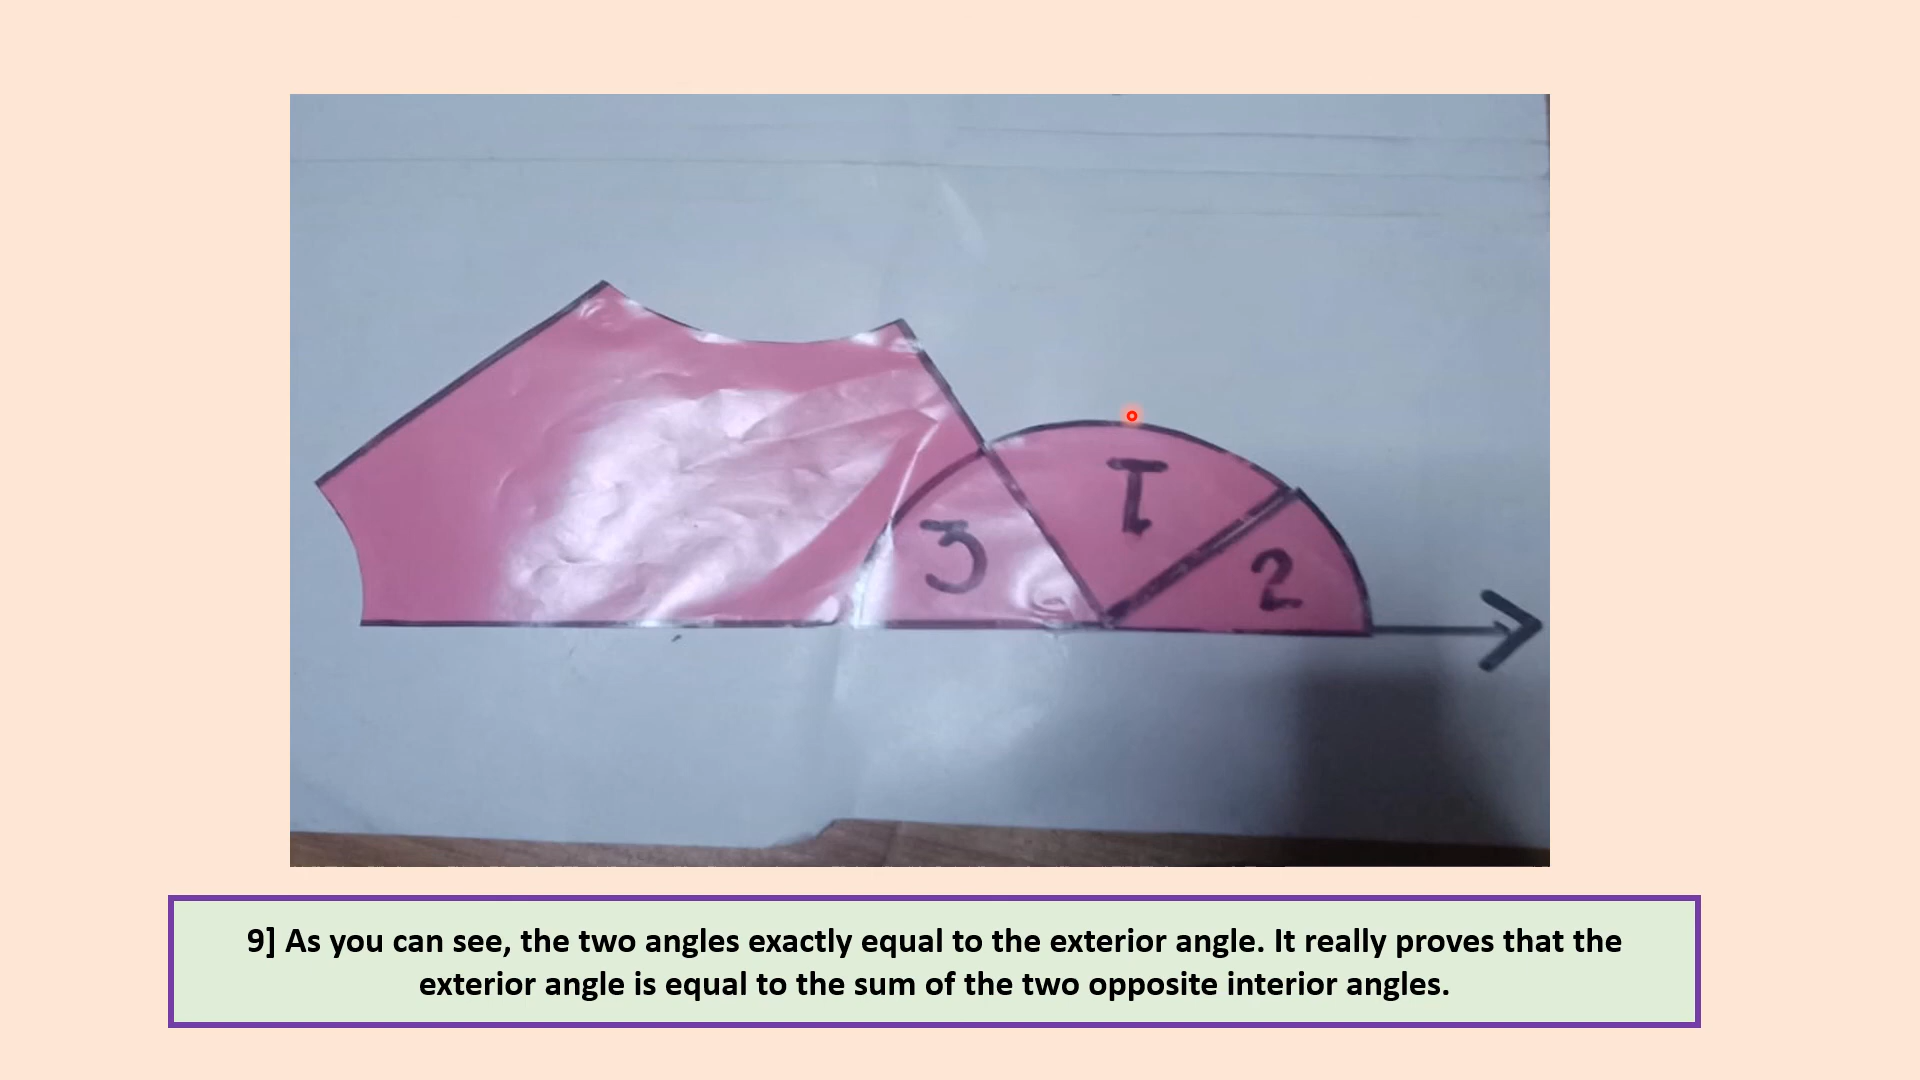 3
1
2
9] As you can see, the two angles exactly equal to the exterior angle. It really proves that the
exterior angle is equal to the sum of the two opposite interior angles.